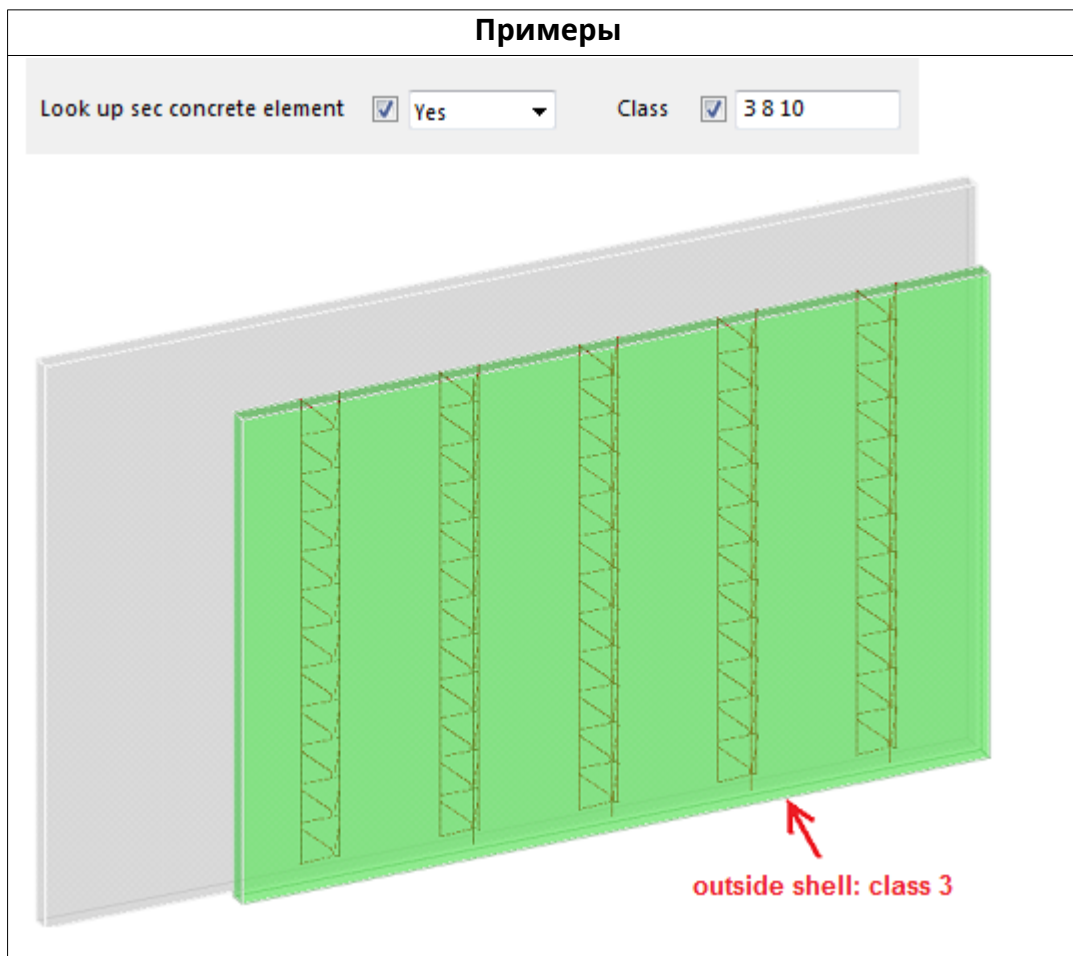 Примеры
Look up sec concrete element Yes Class 3 8 10
outside shell: class 3